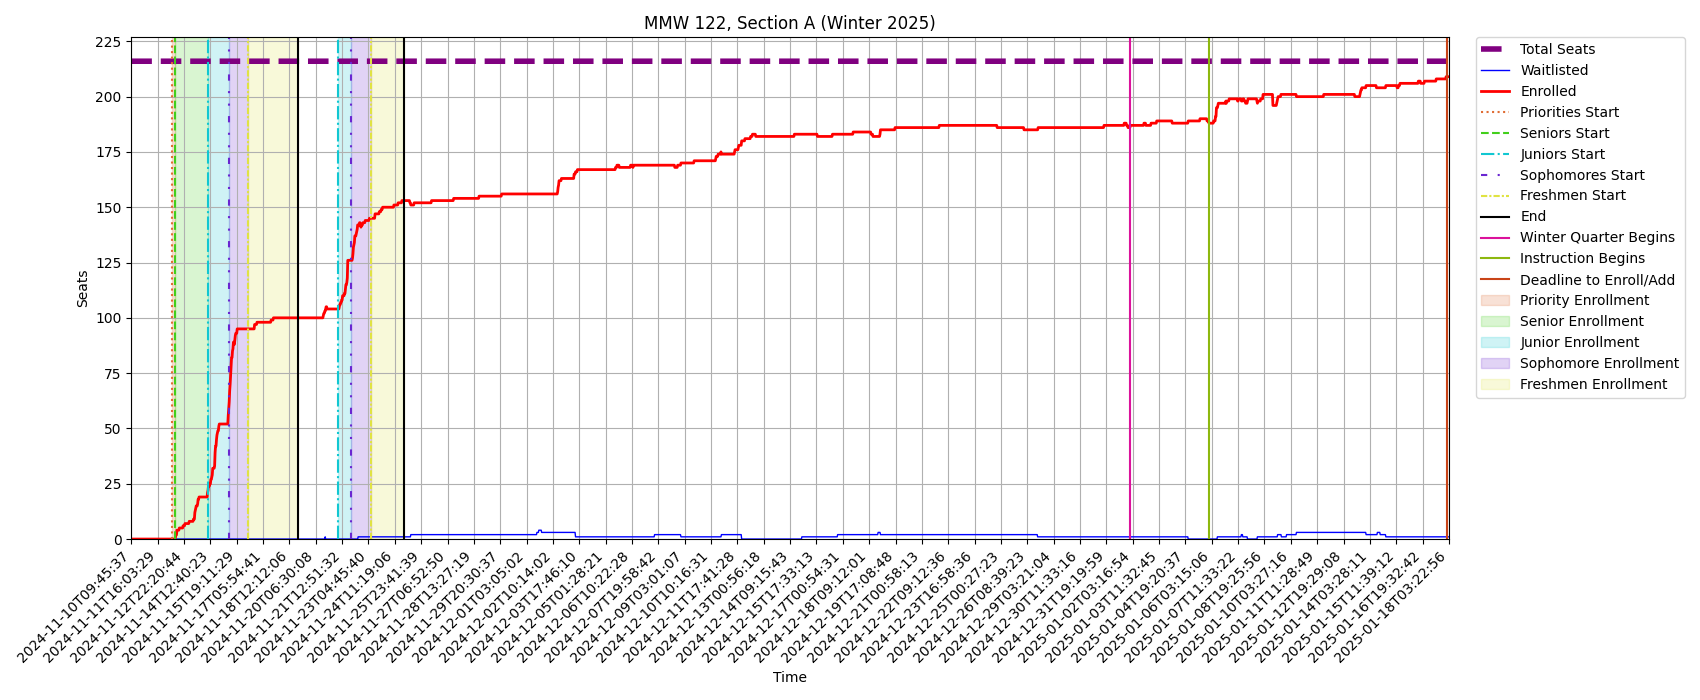 MMW 122, Section A (Winter 2025)
Seats
225
200
175
150
125
100
75
50
25
0
2024-11-10T09:45:37
2024-11-11T16:03:29
2024-11-12T22:20:44
2024-11-14T12:40:23
2024-11-15T19:11:29
2024-11-17T05:54:41
2024-11-18T12:12:06
2024-11-20T06:30:08
2024-11-21T12:51:32
2024-11-23T04:45:40
2024-11-24T11:19:06
2024-11-25T23:41:39
2024-11-27T06:52:50
2024-11-28T13:27:19
2024-11-29T20:30:37
2024-12-01T03:05:02
2024-12-02T10:14:02
2024-12-03T17:46:10
2024-12-05T01:28:21
2024-12-06T10:22:28
2024-12-07T19:58:42
2024-12-09T03:01:07
2024-12-10T10:16:31
2024-12-11T17:41:28
2024-12-13T00:56:18
2024-12-14T09:15:43
2024-12-15T17:33:13
2024-12-17T00:54:31
2024-12-18T09:12:01
2024-12-19T17:08:48
2024-12-21T00:58:13
2024-12-22T09:12:36
2024-12-23T16:58:36
2024-12-25T00:27:23
2024-12-26T08:39:23
2024-12-29T03:21:04
2024-12-30T11:33:16
2024-12-31T19:19:59
2025-01-02T03:16:54
2025-01-03T11:32:45
2025-01-04T19:20:37
2025-01-06T03:15:06
2025-01-07T11:33:22
2025-01-08T19:25:56
2025-01-10T03:27:16
2025-01-11T11:28:49
2025-01-12T19:29:08
2025-01-14T03:28:11
2025-01-15T11:39:12
2025-01-16T19:32:42
2025-01-18T03:22:56
Time
Total Seats
Waitlisted
Enrolled
Priorities Start
Seniors Start
Juniors Start
Sophomores Start
Freshmen Start
End
Winter Quarter Begins
Instruction Begins
Deadline to Enroll/Add
Priority Enrollment
Senior Enrollment
Junior Enrollment
Sophomore Enrollment
Freshmen Enrollment